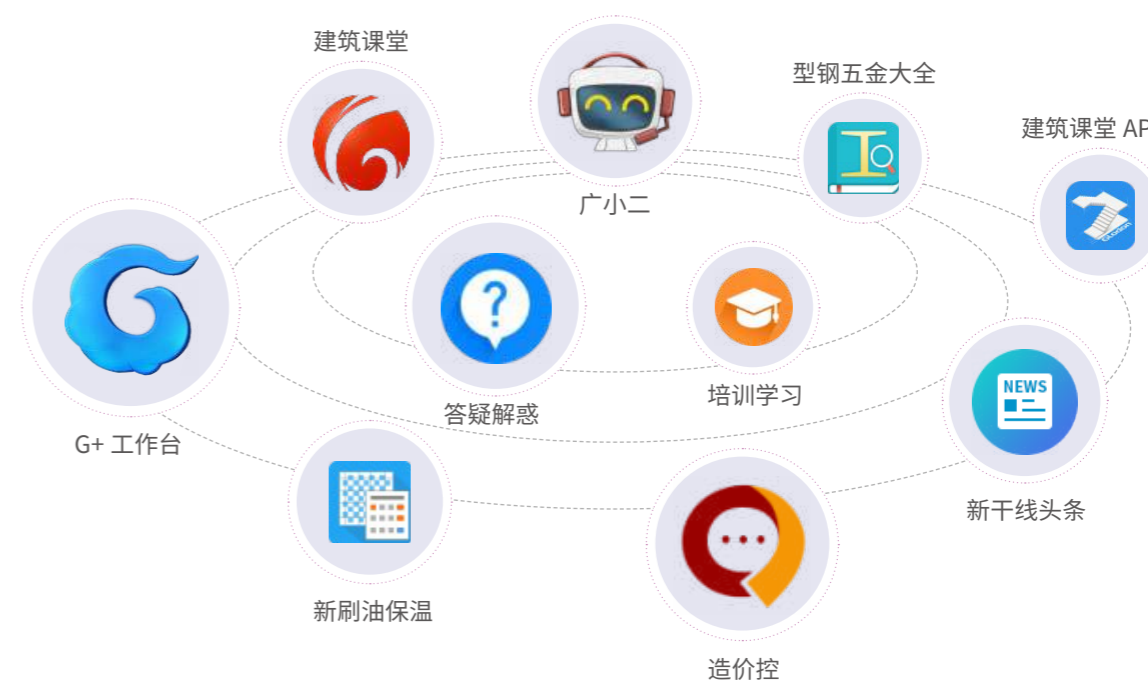 建筑课堂
广小二
型钢五金大全
建筑课堂 AP
Glodon
G+ 工作台
答疑解惑
培训学习
NEWS
新干线头条
新刷油保温
造价控